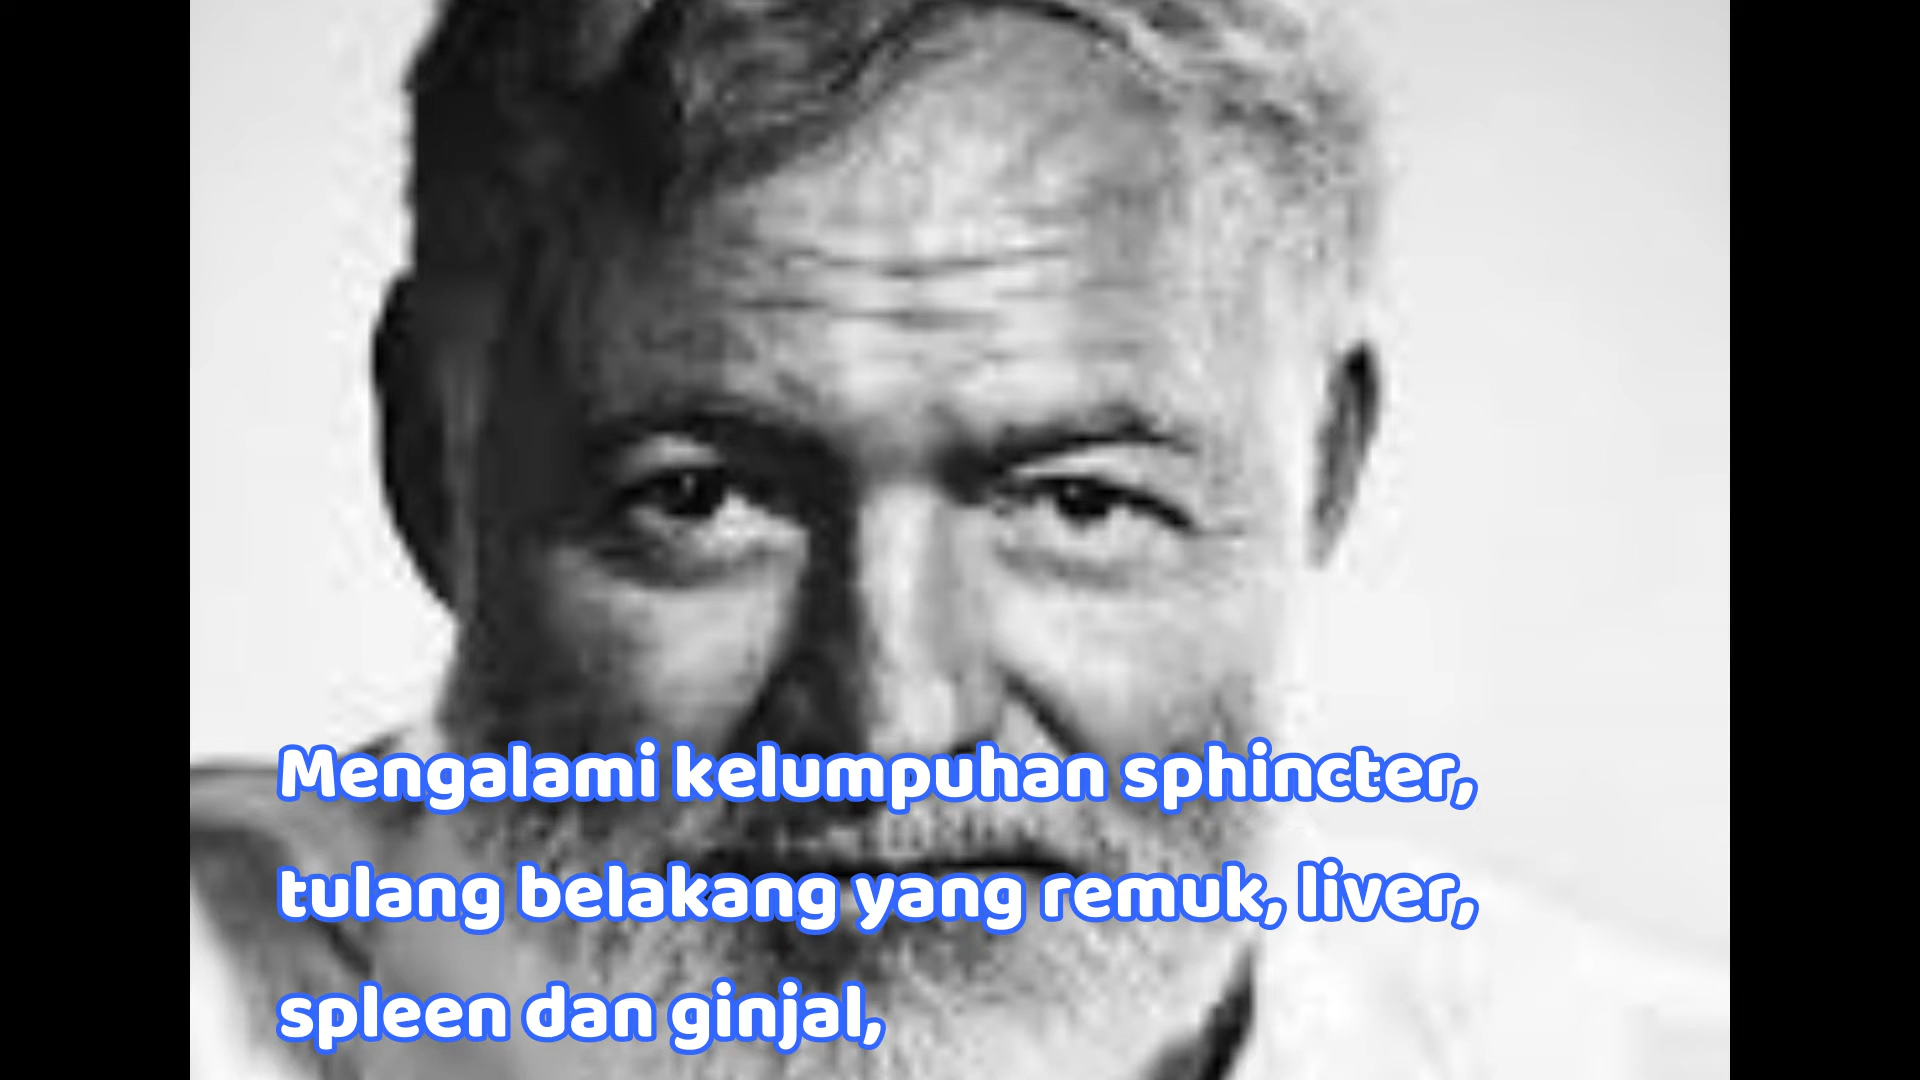 Mengalami kelumpuhan sphincter,
tulang belakang yang remuk, liver,
spleen dan ginjal,